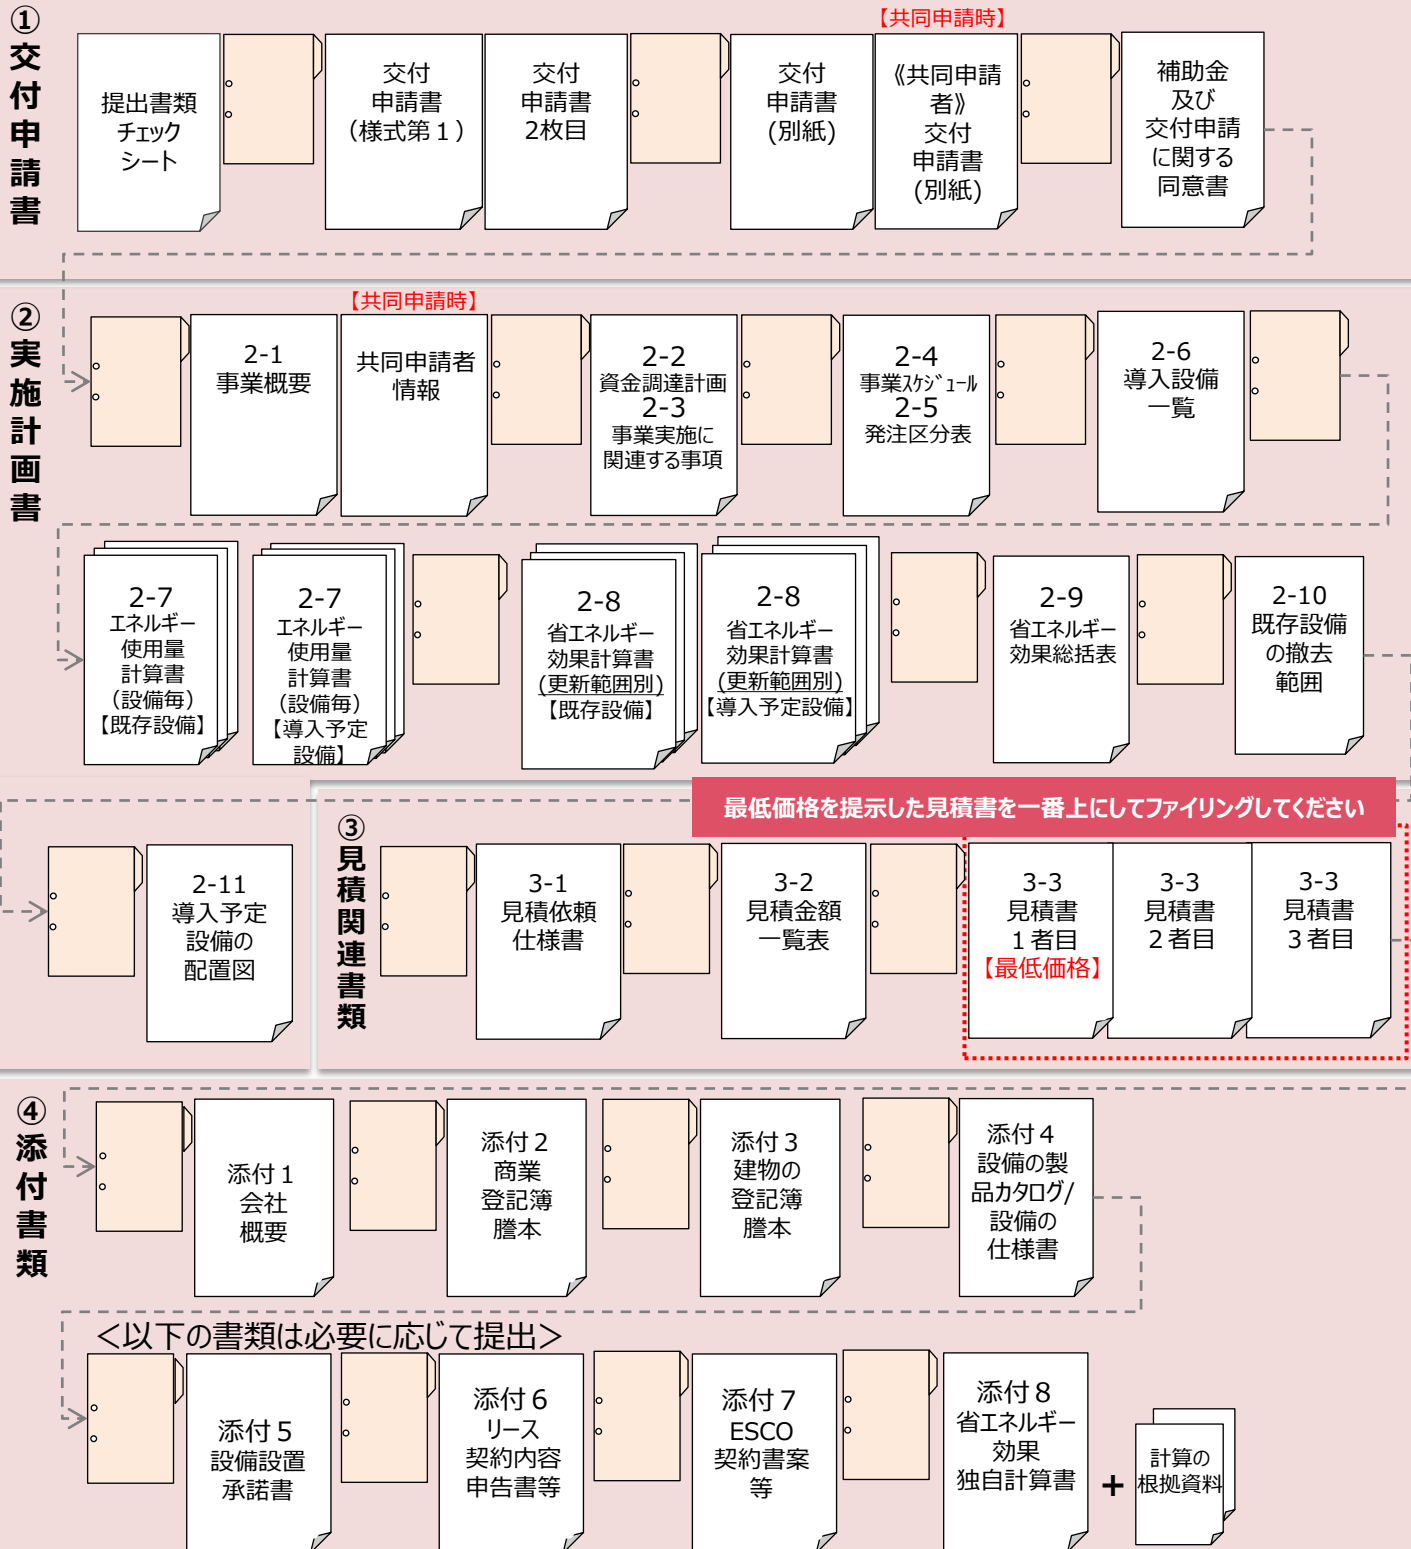 ①
交
付
申
請
書
【共同申請時】
提出書類
チェック
シート
交付
申請書
（様式第１）
交付
申請書
2枚目
交付
申請書
(別紙)
《共同申請
者》
交付
申請書
(別紙)
補助金
及び
交付申請
に関する
同意書
②
実
施
計
画
書
【共同申請時】
2-1
事業概要
共同申請者
情報
2-2
資金調達計画
2-3
事業実施に
関連する事項
2-4
事業ｽｹｼﾞｭｰﾙ
2-5
発注区分表
2-6
導入設備
一覧
2-7
エネルギー
使用量
計算書
（設備毎）
【既存設備】
2-7
エネルギー
使用量
計算書
（設備毎）
【導入予定
設備】
2-8
省エネルギー
効果計算書
(更新範囲別)
【既存設備】
2-8
省エネルギー
効果計算書
(更新範囲別)
【導入予定設備】
2-9
省エネルギー
効果総括表
2-10
既存設備
の撤去
範囲
2-11
導入予定
設備の
配置図
③
見
積
関
連
書
類
最低価格を提示した見積書を一番上にしてファイリングしてください
3-1
見積依頼
仕様書
3-2
見積金額
一覧表
3-3
見積書
１者目
【最低価格】
3-3
見積書
２者目
3-3
見積書
３者目
④
添
付
書
類
添付１
会社
概要
添付２
商業
登記簿
謄本
添付３
建物の
登記簿
謄本
添付４
設備の製
品カタログ/
設備の
仕様書
＜以下の書類は必要に応じて提出＞
添付５
設備設置
承諾書
添付６
リース
契約内容
申告書等
添付７
ESCO
契約書案
等
添付８
省エネルギー
効果
独自計算書
+
計算の
根拠資料